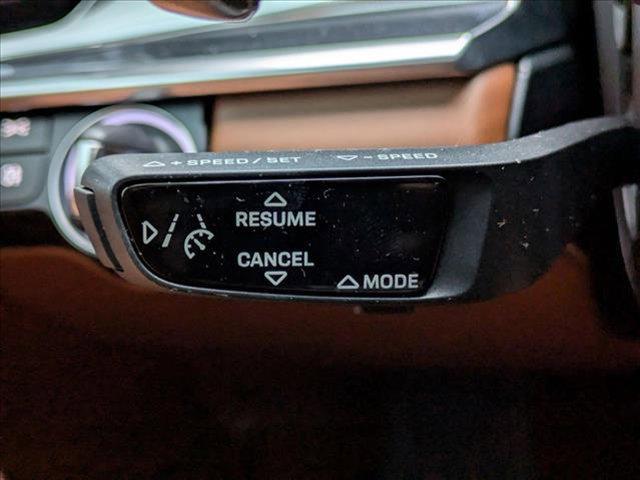 + SPEED / SET - SPEED
RESUME
CANCEL
MODE